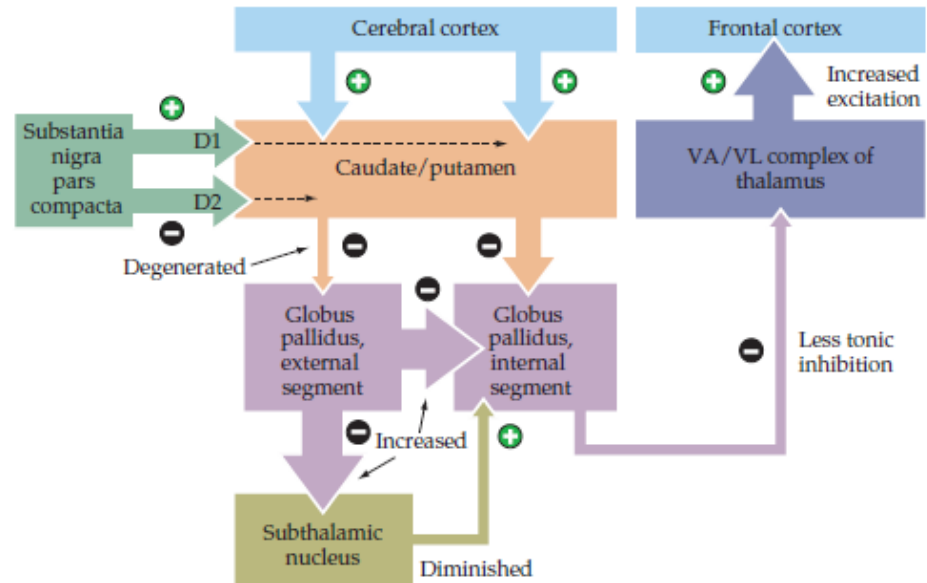 Cerebral cortex
Frontal cortex
Increased
excitation
Substantia
nigra
pars
compacta
D1
D2
Caudate/putamen
VA/VL complex of
thalamus
Degenerated
Globus
pallidus,
external
segment
Globus
pallidus,
internal
segment
Less tonic
inhibition
Increased
Subthalamic
nucleus
Diminished